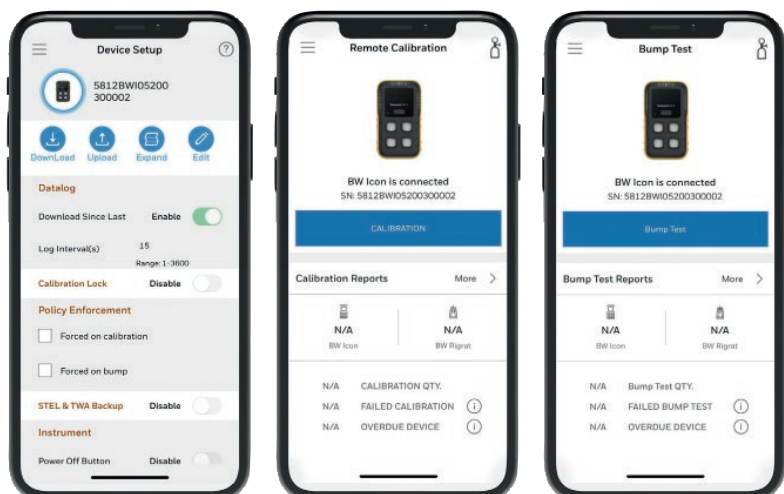 Device Setup
?
5812BWI05200
300002
DownLoad Upload Expand Edit
Datalog
Download Since Last Enable
Log Interval(s) 15
Range: 1-3600
Calibration Lock Disable
Policy Enforcement
Forced on calibration
Forced on bump
STEL & TWA Backup Disable
Instrument
Power Off Button Disable
Remote Calibration
BW Icon is connected
SN: 5812BWI05200300002
CALIBRATION
Calibration Reports More >
N/A N/A
BW Icon BW Rigrat
N/A CALIBRATION QTY.
N/A FAILED CALIBRATION i
N/A OVERDUE DEVICE i
Bump Test
BW Icon is connected
SN: 5812BWI05200300002
Bump Test
Bump Test Reports More >
N/A N/A
BW Icon BW Rigrat
N/A Bump Test QTY.
N/A FAILED BUMP TEST i
N/A OVERDUE DEVICE i